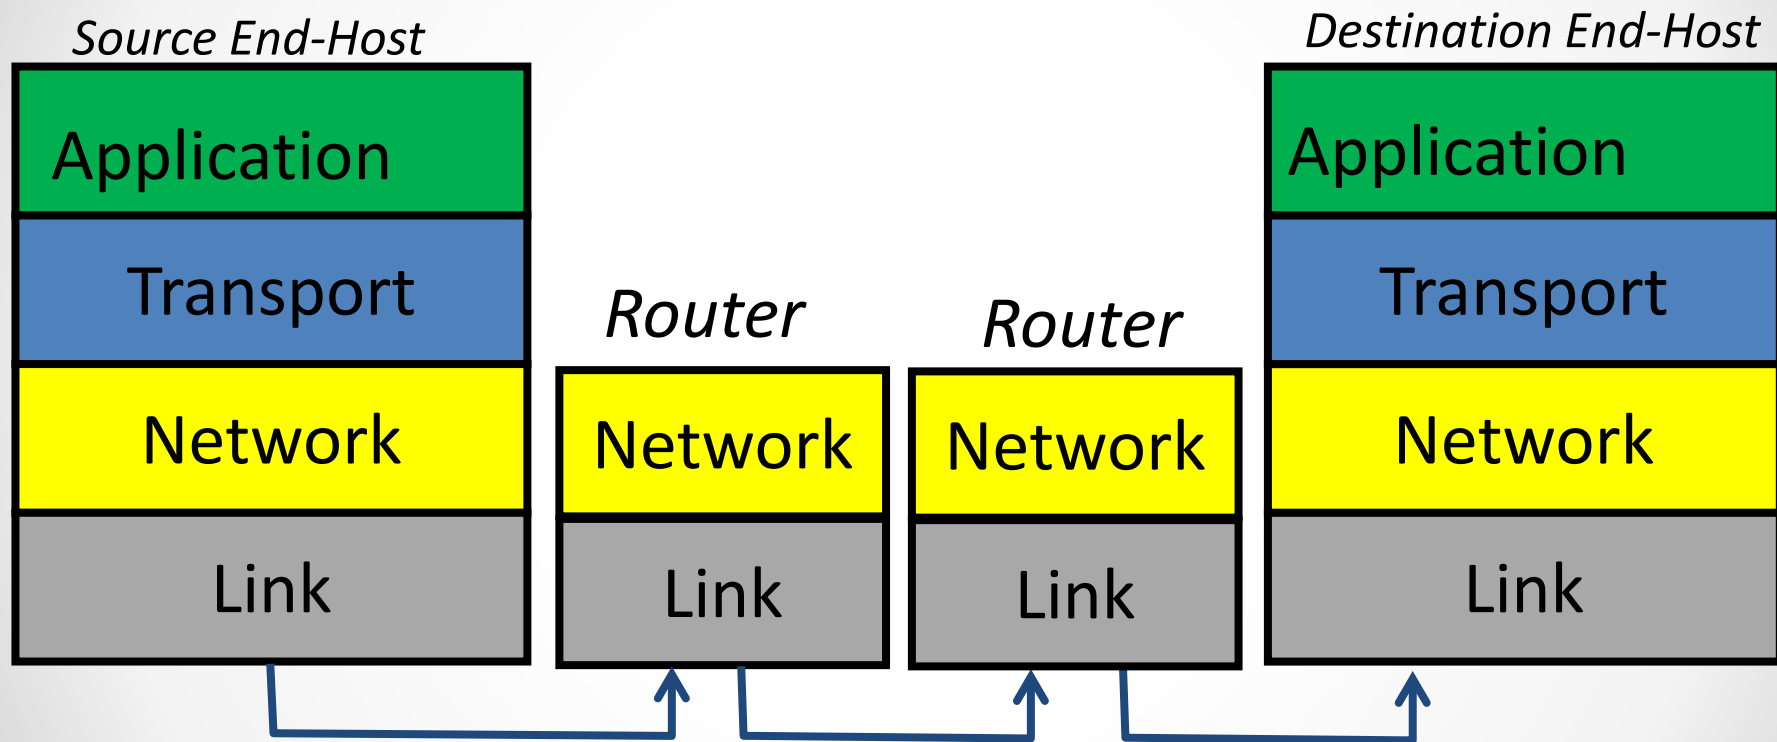 Source End-Host
Application
Transport
Network
Link
Router
Network
Link
Router
Network
Link
Destination End-Host
Application
Transport
Network
Link